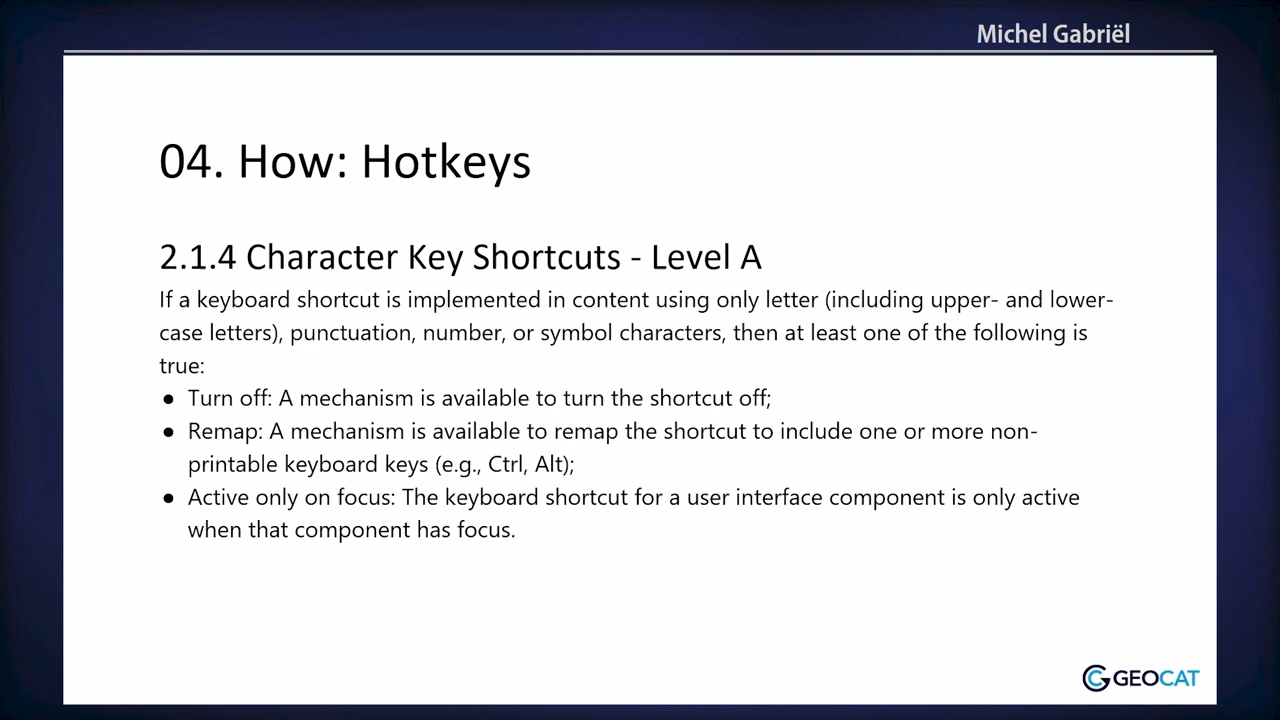 Michel Gabriël
04. How: Hotkeys
2.1.4 Character Key Shortcuts - Level A
If a keyboard shortcut is implemented in content using only letter (including upper- and lower-
case letters), punctuation, number, or symbol characters, then at least one of the following is
true:
● Turn off: A mechanism is available to turn the shortcut off;
● Remap: A mechanism is available to remap the shortcut to include one or more non-
printable keyboard keys (e.g., Ctrl, Alt);
● Active only on focus: The keyboard shortcut for a user interface component is only active
when that component has focus.
GEOCAT